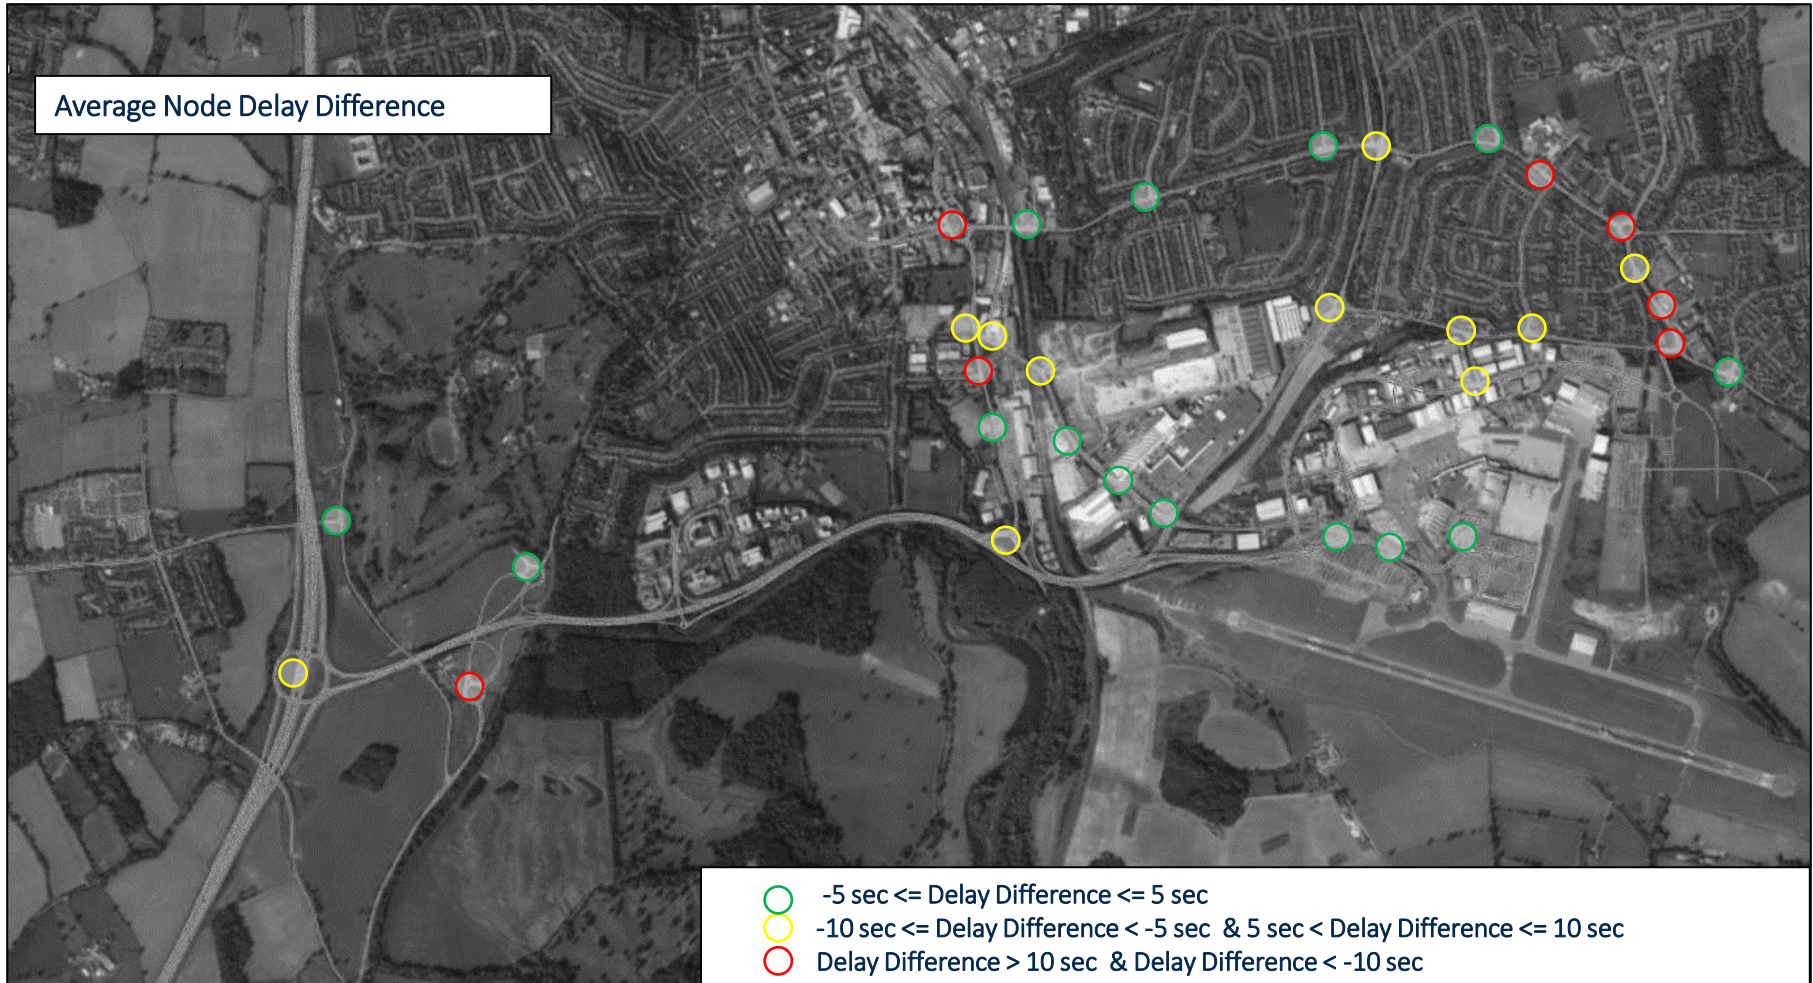 Average Node Delay Difference
-5 sec <= Delay Difference <= 5 sec
-10 sec <= Delay Difference < -5 sec & 5 sec < Delay Difference <= 10 sec
Delay Difference > 10 sec & Delay Difference < -10 sec